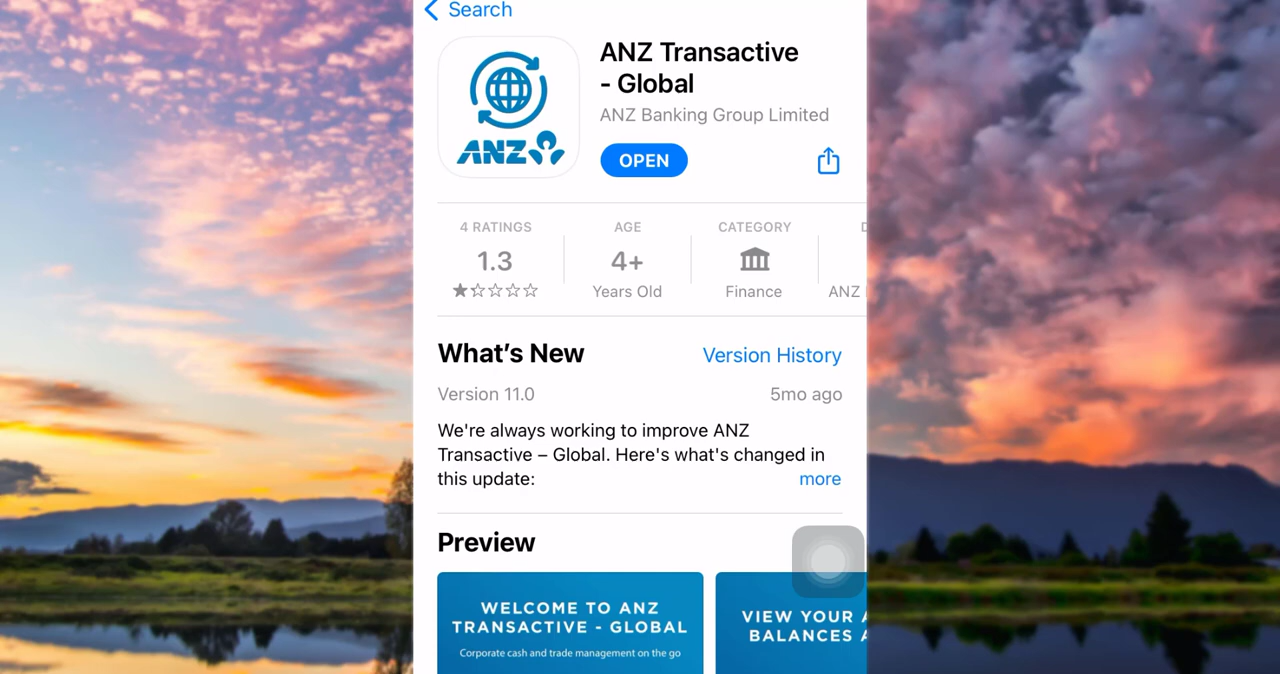 Search
ANZ Transactive
- Global
ANZ Banking Group Limited
OPEN
ANZ
4 RATINGS
AGE
CATEGORY
1.3
4+
Years Old
Finance
ANZ
What's New
Version History
Version 11.0
5mo ago
We're always working to improve ANZ
Transactive – Global. Here's what's changed in
this update:
more
Preview
WELCOME TO ANZ
TRANSACTIVE - GLOBAL
Corporate cash and trade management on the go
VIEW YOUR
BALANCES